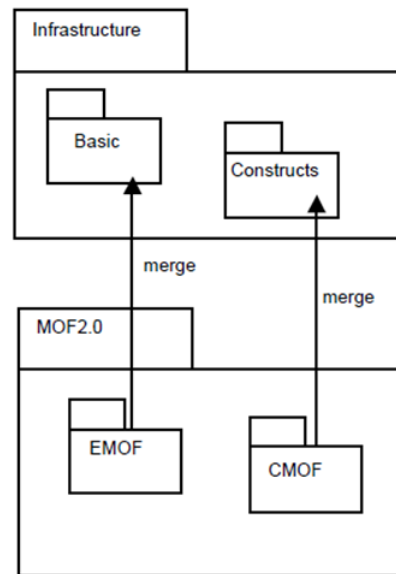 Infrastructure
Basic
Constructs
merge
merge
MOF2.0
EMOF
CMOF